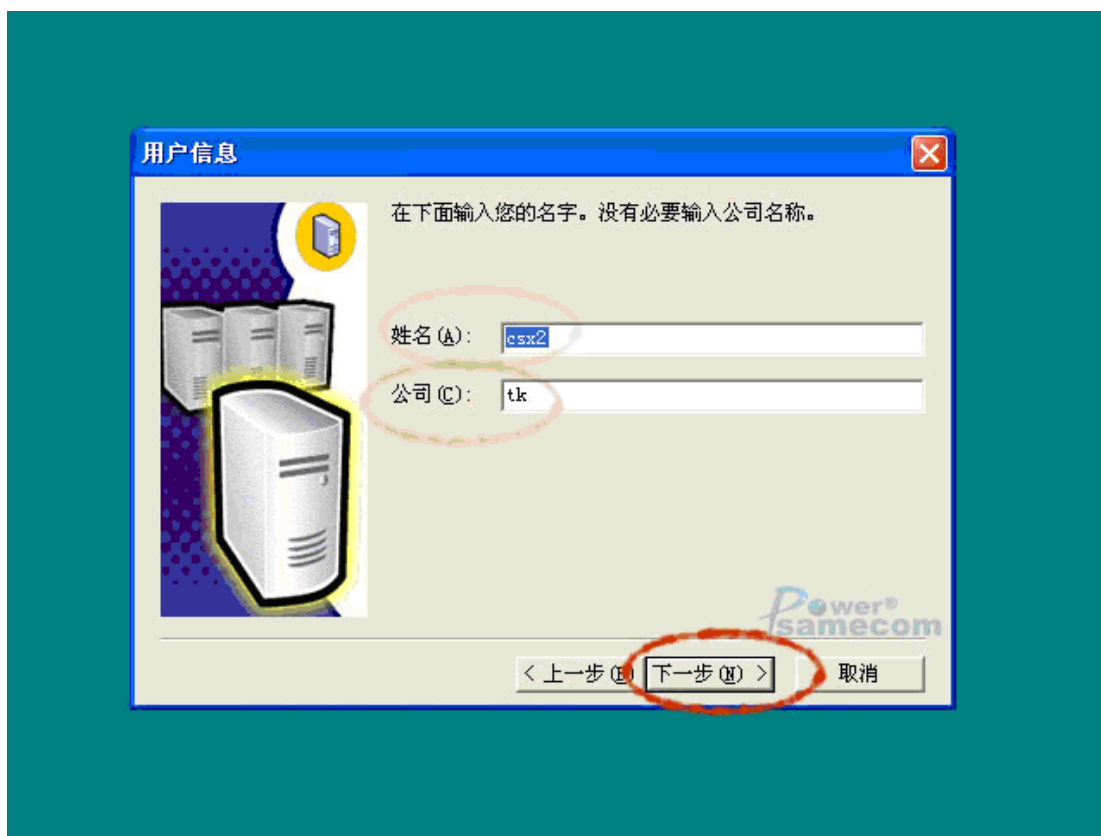 用户信息
在下面输入您的名字。没有必要输入公司名称。
姓名(A):
csx2
公司(C):
tk
Power®
samecom
<上一步(B) 下一步(N)> 取消